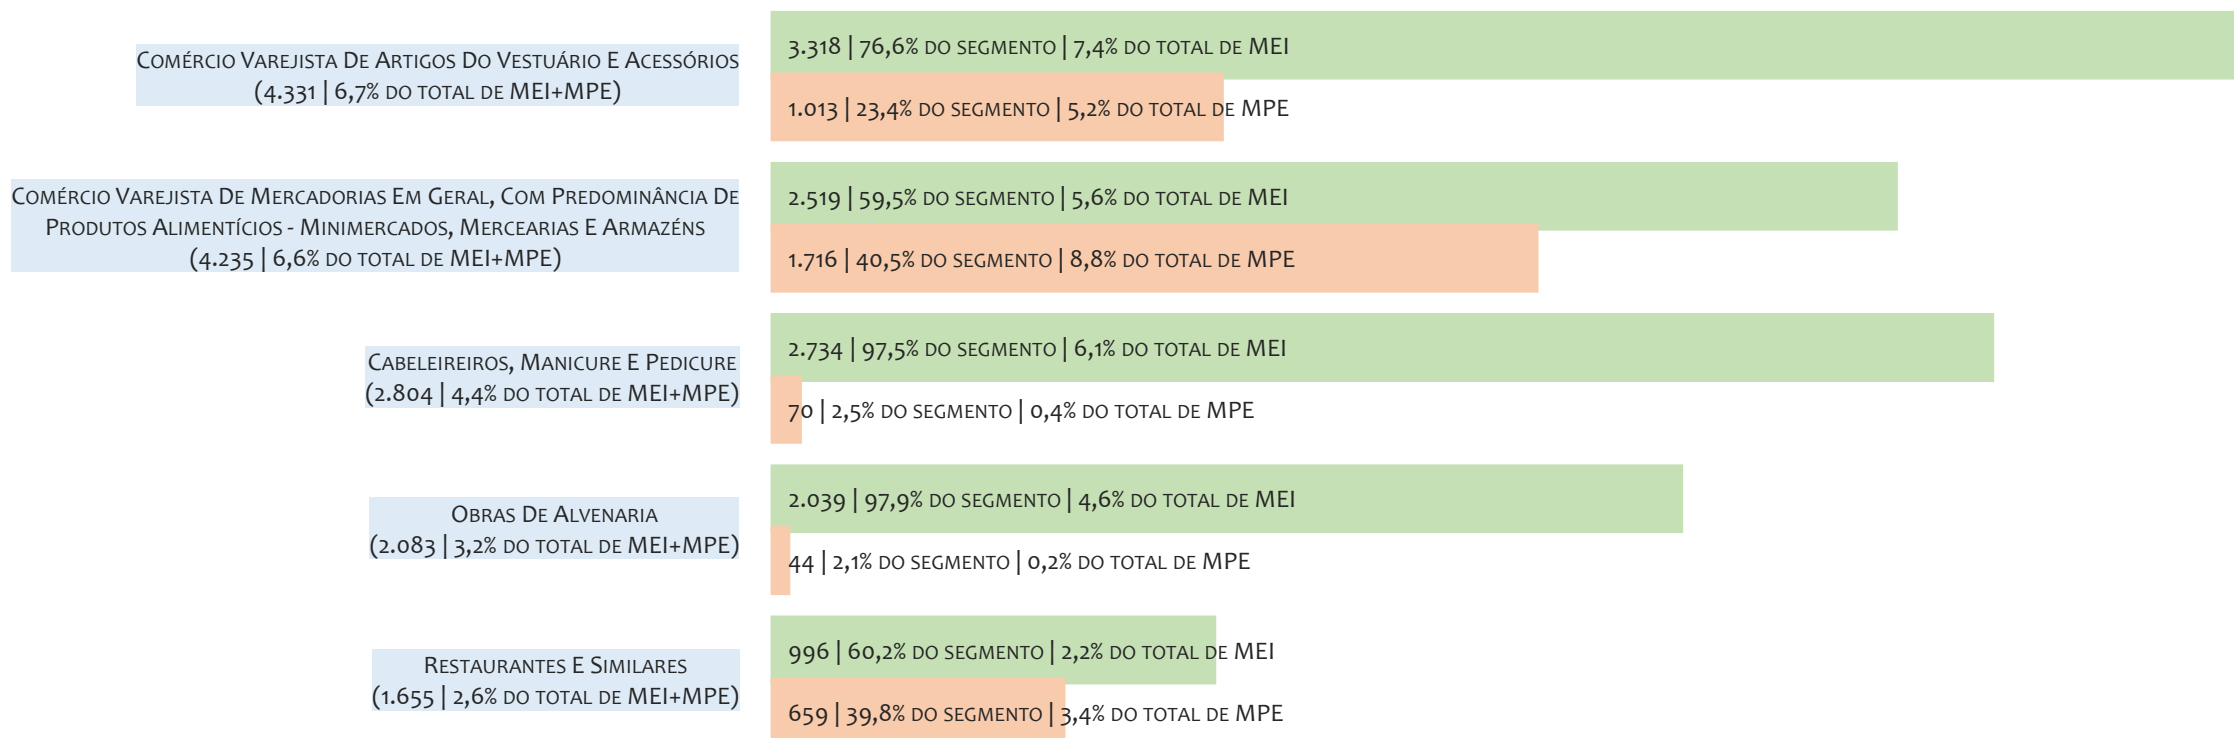 Comércio Varejista De Artigos Do Vestuário E Acessórios
(4.331 | 6,7% do total de MEI+MPE)
3.318 | 76,6% do segmento | 7,4% do total de MEI
1.013 | 23,4% do segmento | 5,2% do total de MPE
Comércio Varejista De Mercadorias Em Geral, Com Predominância De
Produtos Alimentícios - Minimercados, Mercearias E Armazéns
(4.235 | 6,6% do total de MEI+MPE)
2.519 | 59,5% do segmento | 5,6% do total de MEI
1.716 | 40,5% do segmento | 8,8% do total de MPE
Cabeleireiros, Manicure E Pedicure
(2.804 | 4,4% do total de MEI+MPE)
2.734 | 97,5% do segmento | 6,1% do total de MEI
70 | 2,5% do segmento | 0,4% do total de MPE
Obras De Alvenaria
(2.083 | 3,2% do total de MEI+MPE)
2.039 | 97,9% do segmento | 4,6% do total de MEI
44 | 2,1% do segmento | 0,2% do total de MPE
Restaurantes E Similares
(1.655 | 2,6% do total de MEI+MPE)
996 | 60,2% do segmento | 2,2% do total de MEI
659 | 39,8% do segmento | 3,4% do total de MPE